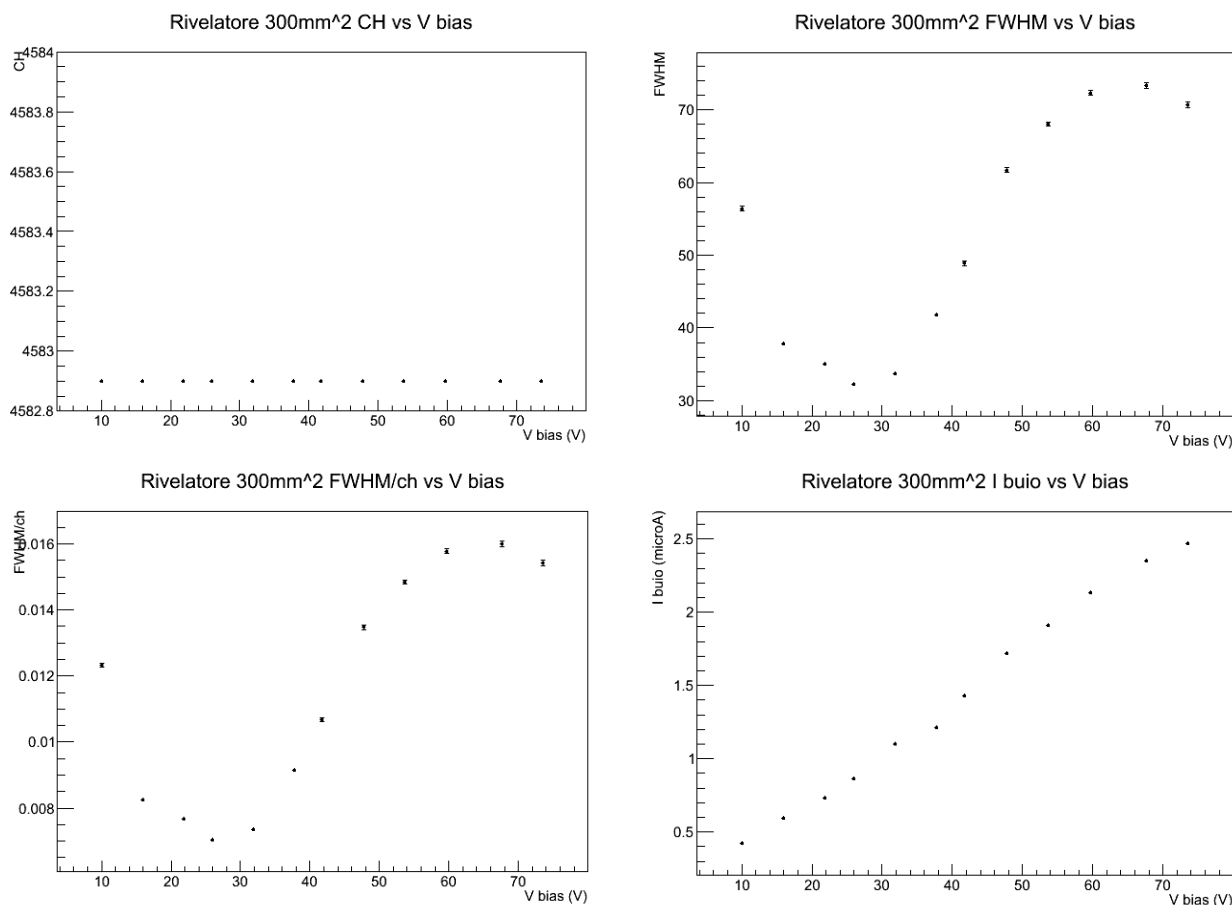 Rivelatore 300mm^2 CH vs V bias
CH
4584
4583.8
4583.6
4583.4
4583.2
4583
4582.8
10 20 30 40 50 60 70
V bias (V)
Rivelatore 300mm^2 FWHM vs V bias
FWHM
70
60
50
40
30
10 20 30 40 50 60 70
V bias (V)
Rivelatore 300mm^2 FWHM/ch vs V bias
FWHM/ch
0.016
0.014
0.012
0.01
0.008
10 20 30 40 50 60 70
V bias (V)
Rivelatore 300mm^2 I buio vs V bias
I buio (microA)
2.5
2
1.5
1
0.5
10 20 30 40 50 60 70
V bias (V)